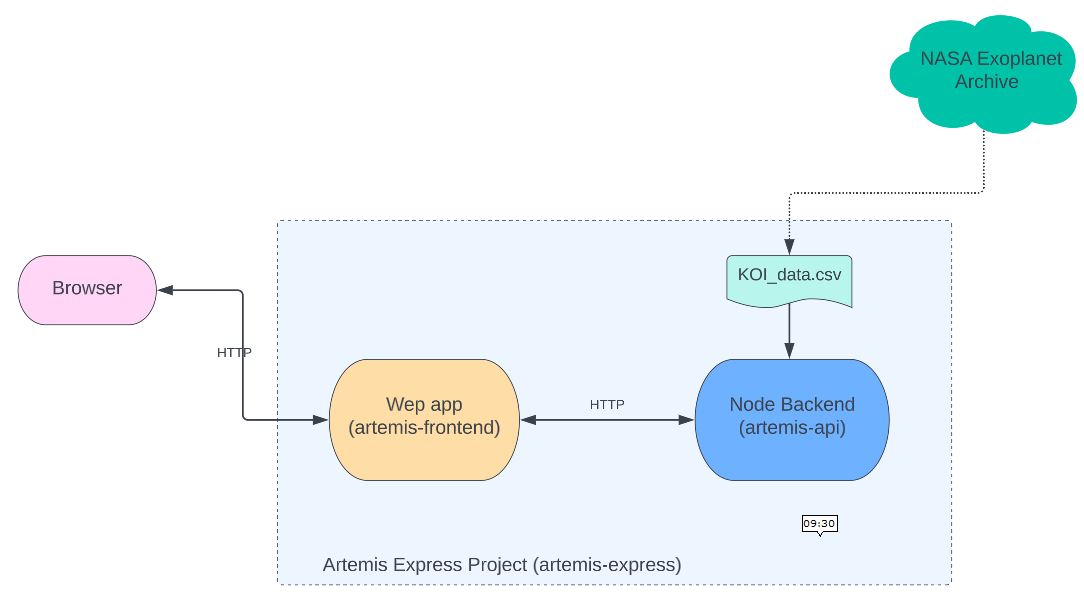 NASA Exoplanet
Archive
KOI_data.csv
Browser
HTTP
Wep app
(artemis-frontend)
HTTP
Node Backend
(artemis-api)
09:30
Artemis Express Project (artemis-express)